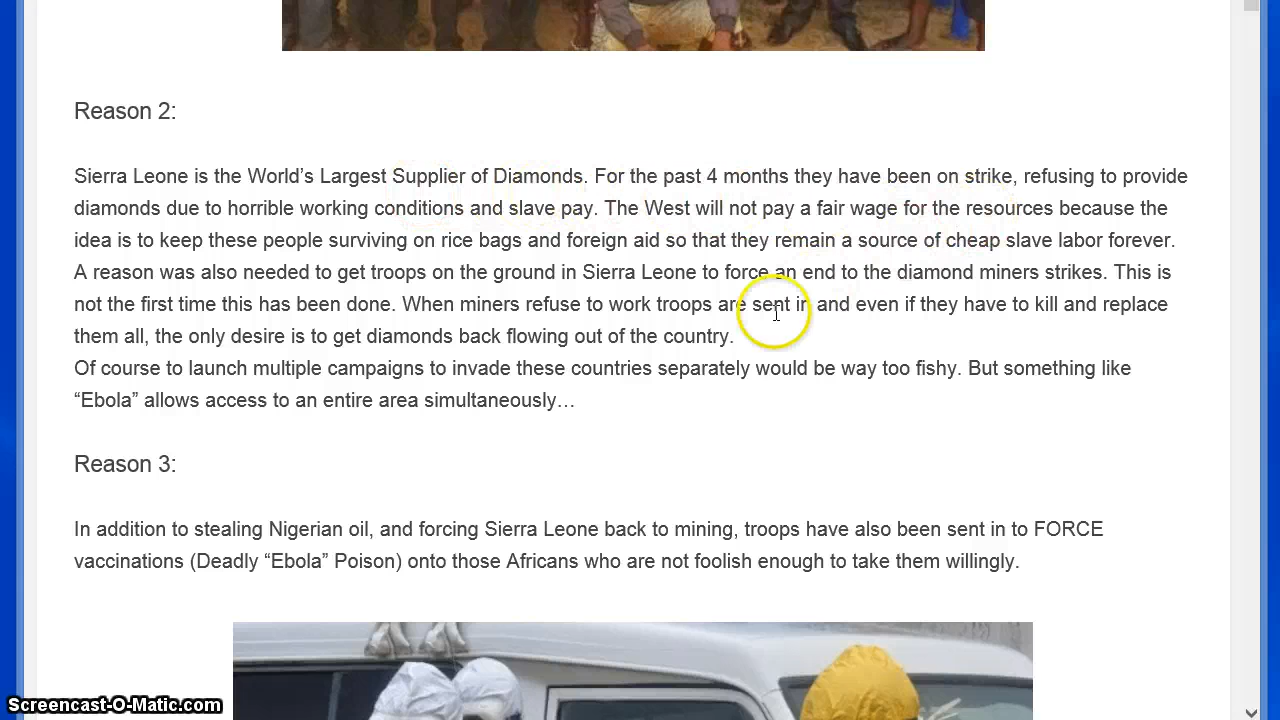 Reason 2:
Sierra Leone is the World’s Largest Supplier of Diamonds. For the past 4 months they have been on strike, refusing to provide
diamonds due to horrible working conditions and slave pay. The West will not pay a fair wage for the resources because the
idea is to keep these people surviving on rice bags and foreign aid so that they remain a source of cheap slave labor forever.
A reason was also needed to get troops on the ground in Sierra Leone to force an end to the diamond miners strikes. This is
not the first time this has been done. When miners refuse to work troops are sent in and even if they have to kill and replace
them all, the only desire is to get diamonds back flowing out of the country.
Of course to launch multiple campaigns to invade these countries separately would be way too fishy. But something like
“Ebola” allows access to an entire area simultaneously…
Reason 3:
In addition to stealing Nigerian oil, and forcing Sierra Leone back to mining, troops have also been sent in to FORCE
vaccinations (Deadly “Ebola” Poison) onto those Africans who are not foolish enough to take them willingly.
Screencast-O-Matic.com